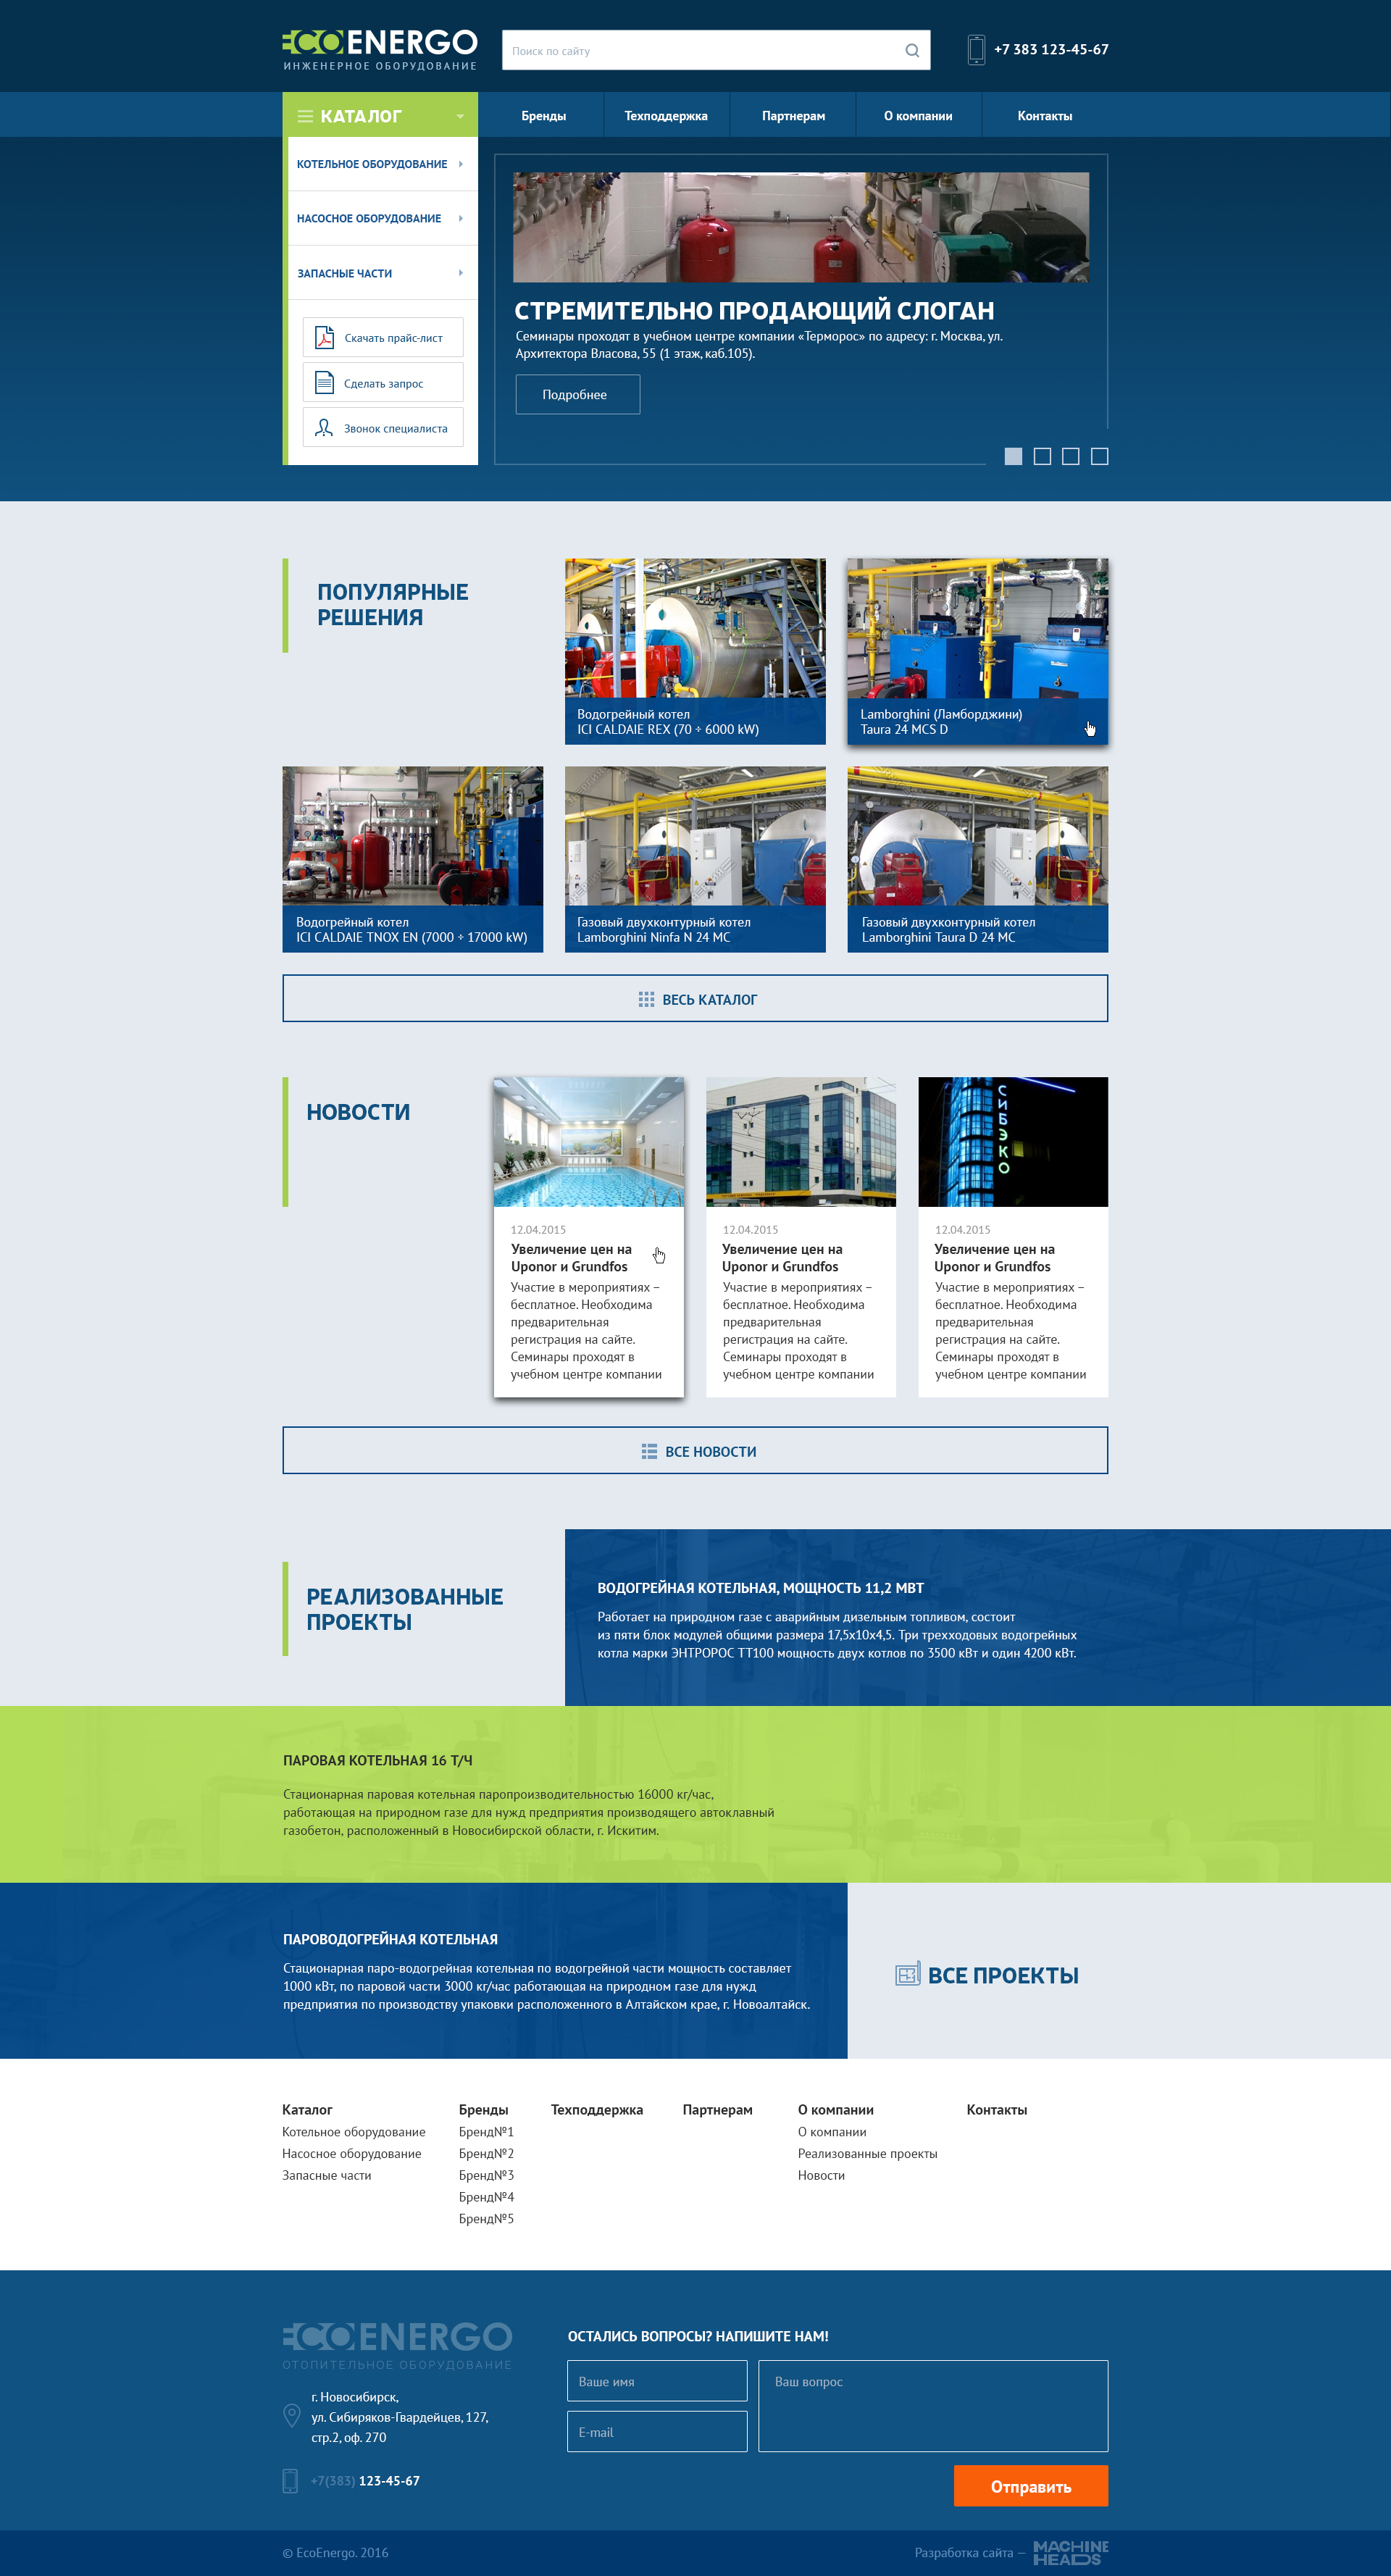 ECOENERGO
ИНЖЕНЕРНОЕ ОБОРУДОВАНИЕ
Поиск по сайту
+7 383 123-45-67
КАТАЛОГ
Бренды
Техподдержка
Партнерам
О компании
Контакты
КОТЕЛЬНОЕ ОБОРУДОВАНИЕ
НАСОСНОЕ ОБОРУДОВАНИЕ
ЗАПАСНЫЕ ЧАСТИ
Скачать прайс-лист
Сделать запрос
Звонок специалиста
СТРЕМИТЕЛЬНО ПРОДАЮЩИЙ СЛОГАН
Семинары проходят в учебном центре компании «Терморос» по адресу: г. Москва, ул.
Архитектора Власова, 55 (1 этаж, каб.105).
Подробнее
ПОПУЛЯРНЫЕ
РЕШЕНИЯ
Водогрейный котел
ICI CALDAIE REX (70 ÷ 6000 kW)
Lamborghini (Ламборджини)
Taura 24 MCS D
Водогрейный котел
ICI CALDAIE TNOX EN (7000 ÷ 17000 kW)
Газовый двухконтурный котел
Lamborghini Ninfa N 24 MC
Газовый двухконтурный котел
Lamborghini Taura D 24 MC
ВЕСЬ КАТАЛОГ
НОВОСТИ
СИБЭКО
12.04.2015
Увеличение цен на
Uponor и Grundfos
Участие в мероприятиях –
бесплатное. Необходима
предварительная
регистрация на сайте.
Семинары проходят в
учебном центре компании
12.04.2015
Увеличение цен на
Uponor и Grundfos
Участие в мероприятиях –
бесплатное. Необходима
предварительная
регистрация на сайте.
Семинары проходят в
учебном центре компании
12.04.2015
Увеличение цен на
Uponor и Grundfos
Участие в мероприятиях –
бесплатное. Необходима
предварительная
регистрация на сайте.
Семинары проходят в
учебном центре компании
ВСЕ НОВОСТИ
РЕАЛИЗОВАННЫЕ
ПРОЕКТЫ
ВОДОГРЕЙНАЯ КОТЕЛЬНАЯ, МОЩНОСТЬ 11,2 МВТ
Работает на природном газе с аварийным дизельным топливом, состоит
из пяти блок модулей общими размера 17,5х10х4,5. Три трехходовых водогрейных
котла марки ЭНТРОРОС ТТ100 мощность двух котлов по 3500 кВт и один 4200 кВт.
ПАРОВАЯ КОТЕЛЬНАЯ 16 Т/Ч
Стационарная паровая котельная паропроизводительностью 16000 кг/час,
работающая на природном газе для нужд предприятия производящего автоклавный
газобетон, расположенный в Новосибирской области, г. Искитим.
ПАРОВОДОГРЕЙНАЯ КОТЕЛЬНАЯ
Стационарная паро-водогрейная котельная по водогрейной части мощность составляет
1000 кВт, по паровой части 3000 кг/час работающая на природном газе для нужд
предприятия по производству упаковки расположенного в Алтайском крае, г. Новоалтайск.
ВСЕ ПРОЕКТЫ
Каталог
Котельное оборудование
Насосное оборудование
Запасные части
Бренды
Бренд№1
Бренд№2
Бренд№3
Бренд№4
Бренд№5
Техподдержка
Партнерам
О компании
О компании
Реализованные проекты
Новости
Контакты
ECOENERGO
ОТОПИТЕЛЬНОЕ ОБОРУДОВАНИЕ
г. Новосибирск,
ул. Сибиряков-Гвардейцев, 127,
стр.2, оф. 270
+7(383) 123-45-67
ОСТАЛИСЬ ВОПРОСЫ? НАПИШИТЕ НАМ!
Ваше имя
E-mail
Ваш вопрос
Отправить
© EcoEnergo. 2016
Разработка сайта —
MACHINE
HEADS